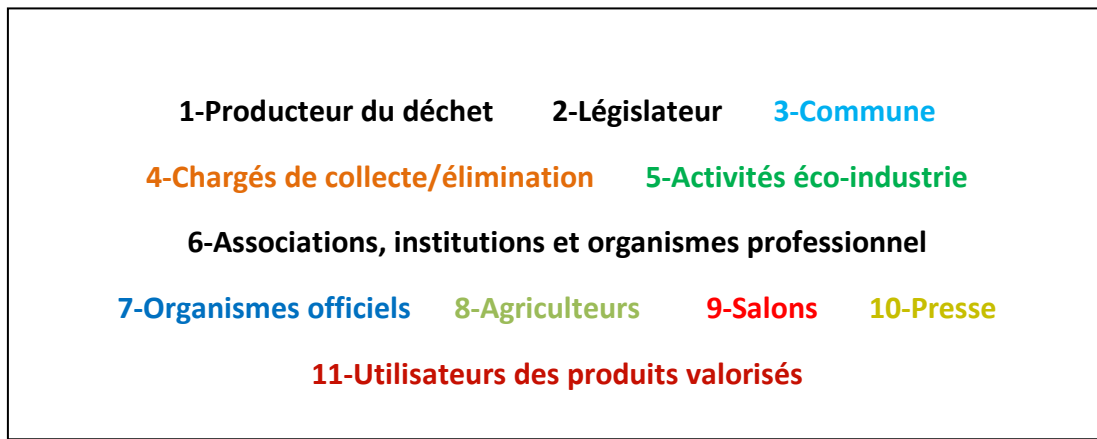 1-Producteur du déchet 2-Législateur 3-Commune
4-Chargés de collecte/élimination 5-Activités éco-industrie
6-Associations, institutions et organismes professionnel
7-Organismes officiels 8-Agriculteurs 9-Salons 10-Presse
11-Utilisateurs des produits valorisés